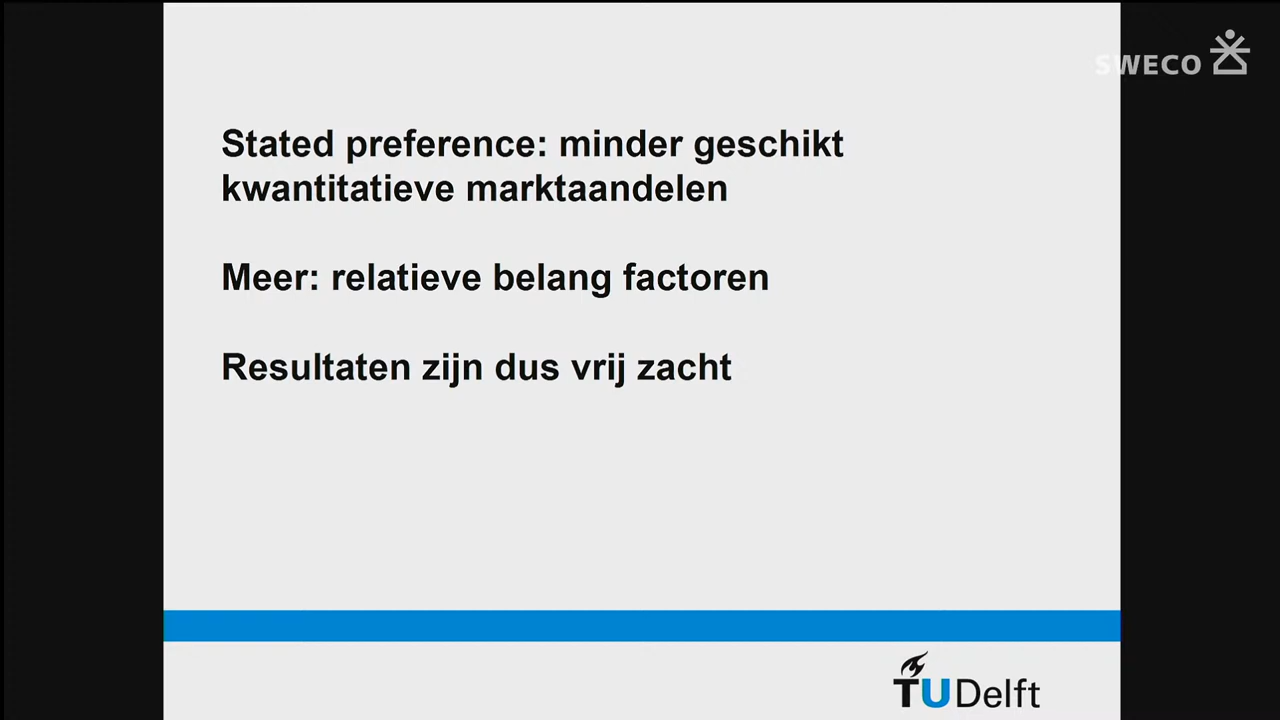 SWECO
Stated preference: minder geschikt
kwantitatieve marktaandelen
Meer: relatieve belang factoren
Resultaten zijn dus vrij zacht
TU Delft